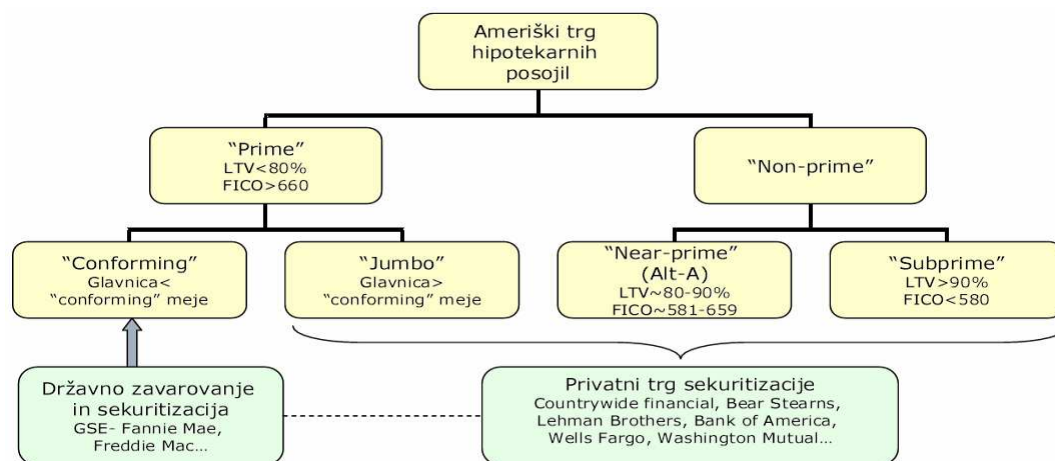 Ameriški trg
hipotekarnih
posojil
“Prime”
LTV<80%
FICO>660
“Non-prime”
“Conforming”
Glavnica<
“conforming” meje
“Jumbo”
Glavnica>
“conforming” meje
“Near-prime”
(Alt-A)
LTV~80-90%
FICO~581-659
“Subprime”
LTV>90%
FICO<580
Državno zavarovanje
in sekuritizacija
GSE- Fannie Mae,
Freddie Mac…
Privatni trg sekuritizacije
Countrywide financial, Bear Stearns,
Lehman Brothers, Bank of America,
Wells Fargo, Washington Mutual…